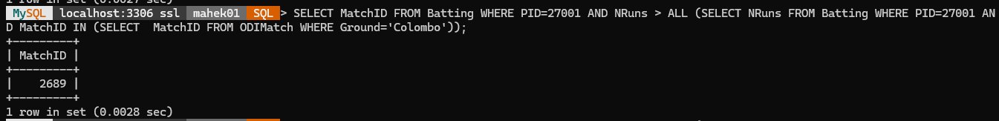 1 row in set (0.0027 sec)
MySQL localhost:3306 ssl mahek01 SQL > SELECT MatchID FROM Batting WHERE PID=27001 AND NRuns > ALL (SELECT NRuns FROM Batting WHERE PID=27001 AN
D MatchID IN (SELECT  MatchID FROM ODIMatch WHERE Ground='Colombo'));
+---------+
| MatchID |
+---------+
|    2689 |
+---------+
1 row in set (0.0028 sec)